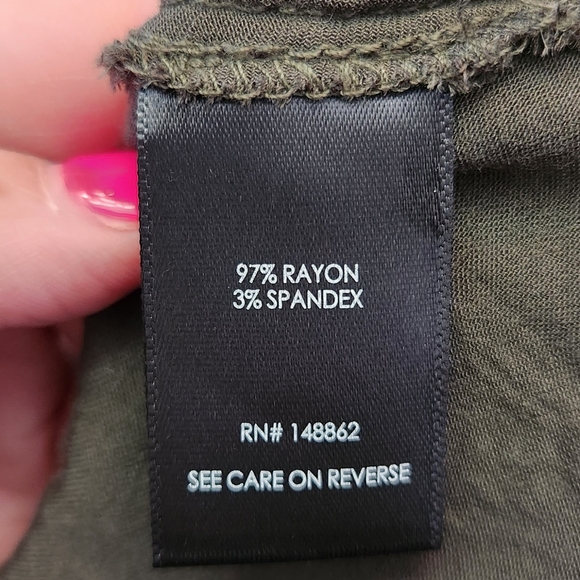 97% RAYON
3% SPANDEX
RN# 148862
SEE CARE ON REVERSE